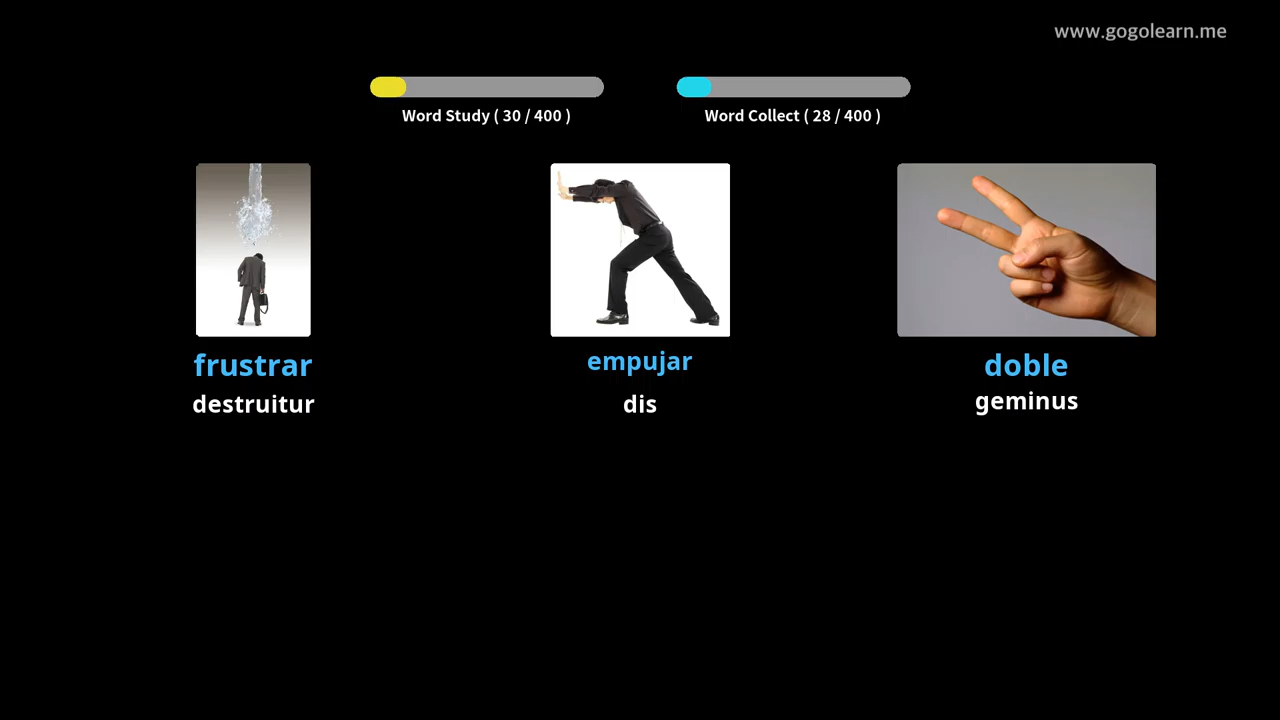 www.gogolearn.me
Word Study ( 30 / 400 )
Word Collect ( 28 / 400 )
frustrar
destruitur
empujar
dis
doble
geminus